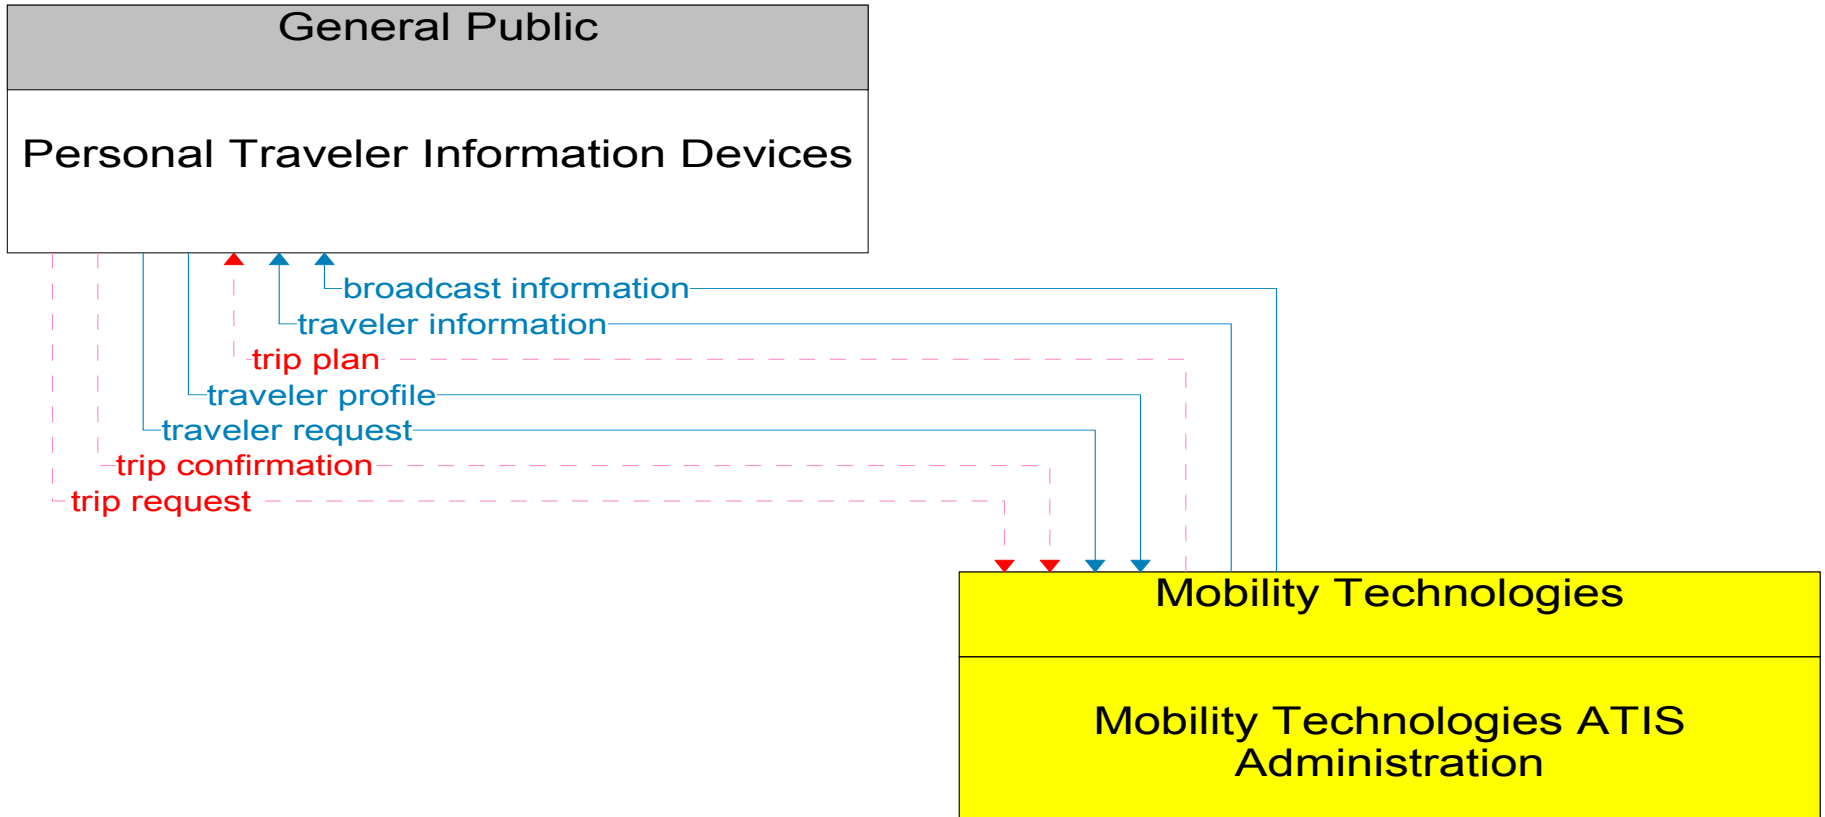 General Public
Personal Traveler Information Devices
broadcast information
traveler information
trip plan
traveler profile
traveler request
trip confirmation
trip request
Mobility Technologies
Mobility Technologies ATIS
Administration